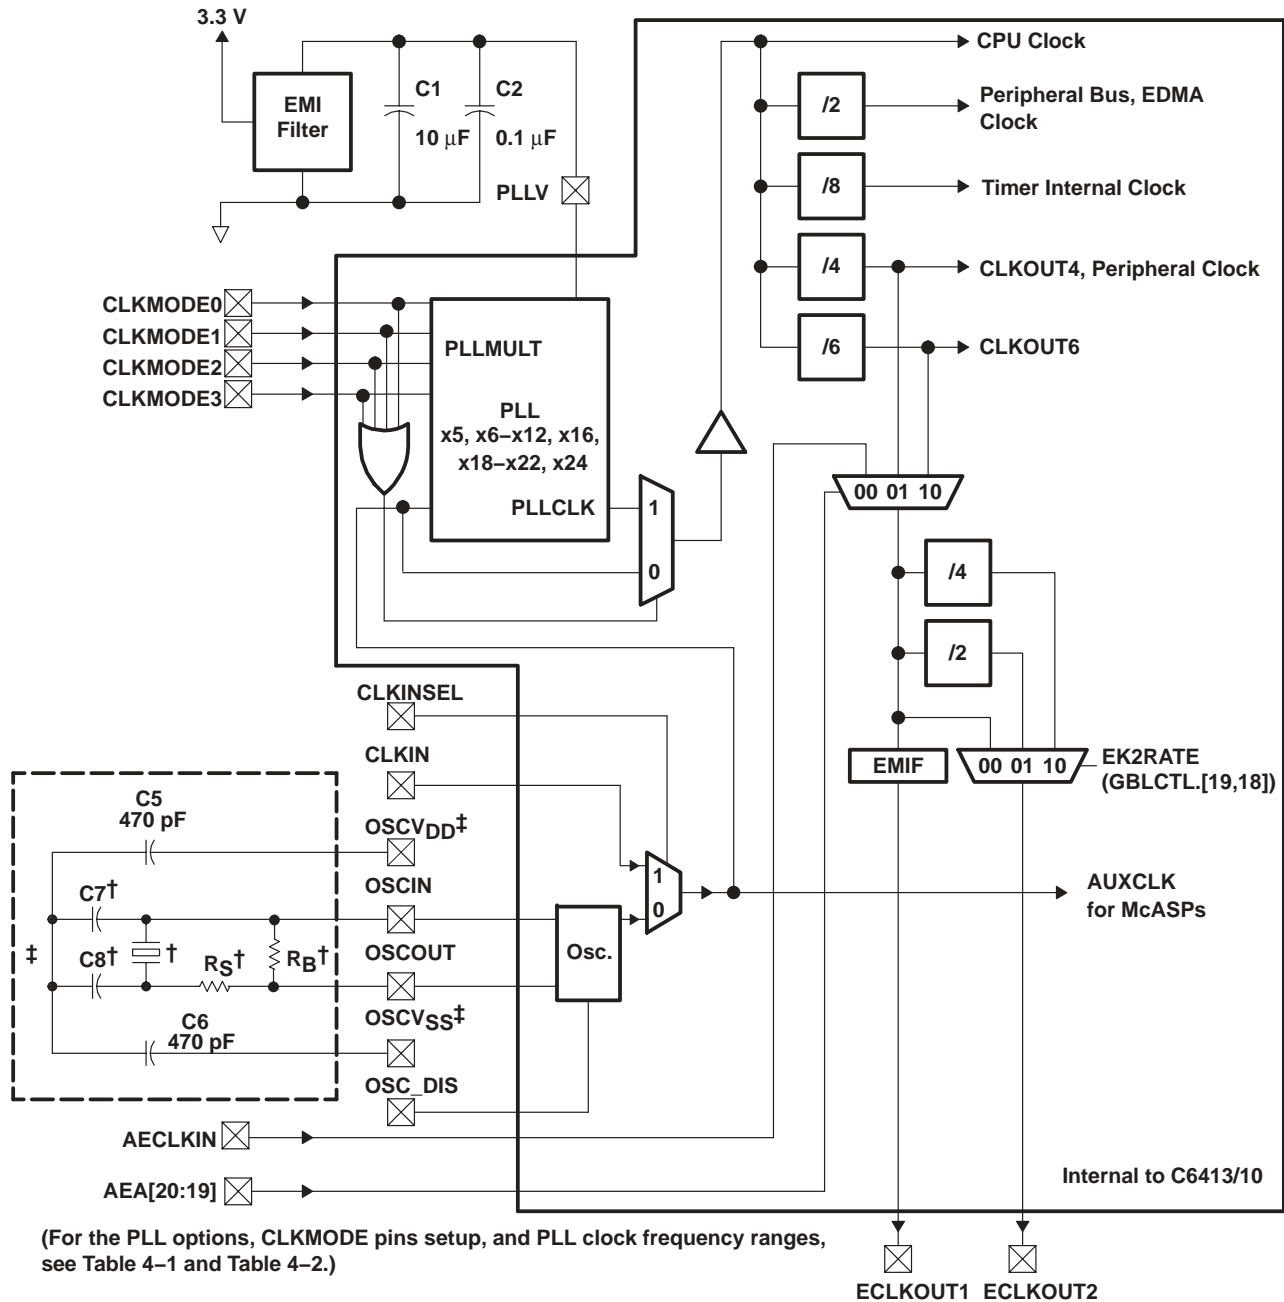 3.3 V
EMI
Filter
C1
10 μF
C2
0.1 μF
PLLV
CPU Clock
/2
Peripheral Bus, EDMA
Clock
/8
Timer Internal Clock
/4
CLKOUT4, Peripheral Clock
/6
CLKOUT6
CLKMODE0
CLKMODE1
CLKMODE2
CLKMODE3
PLLMULT
PLL
x5, x6–x12, x16,
x18–x22, x24
PLLCLK
1
0
00 01 10
/4
/2
EMIF
00 01 10
EK2RATE
(GBLCTL.[19,18])
CLKINSEL
CLKIN
C5
470 pF
OSCVDD‡
OSCIN
C7†
‡
†
C8†
RS†
RB†
OSCOUT
Osc.
1
0
AUXCLK
for McASPs
OSCVSS‡
C6
470 pF
OSC_DIS
AECLKIN
AEA[20:19]
Internal to C6413/10
(For the PLL options, CLKMODE pins setup, and PLL clock frequency ranges,
see Table 4–1 and Table 4–2.)
ECLKOUT1 ECLKOUT2